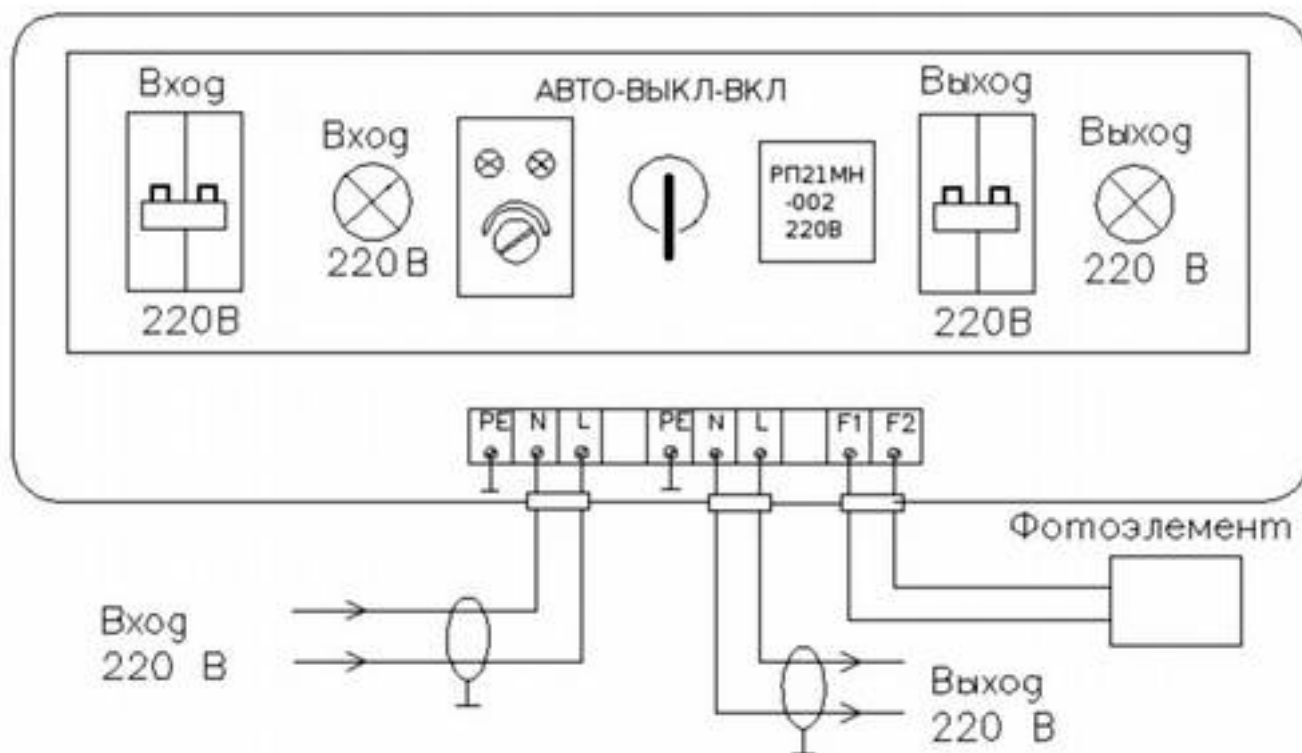 Вход
220В
Вход
220В
АВТО-ВЫКЛ-ВКЛ
РП21МН
-002
220В
Выход
220В
Выход
220 В
PE N L PE N L F1 F2
Фотоэлемент
Вход
220 В
Выход
220 В